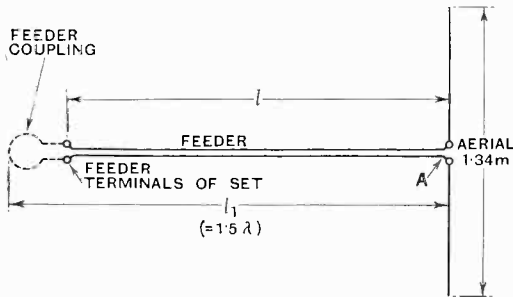 FEEDER
COUPLING
l
FEEDER
AERIAL
1·34m
FEEDER
TERMINALS OF SET
A
l₁
(=1·5 λ)